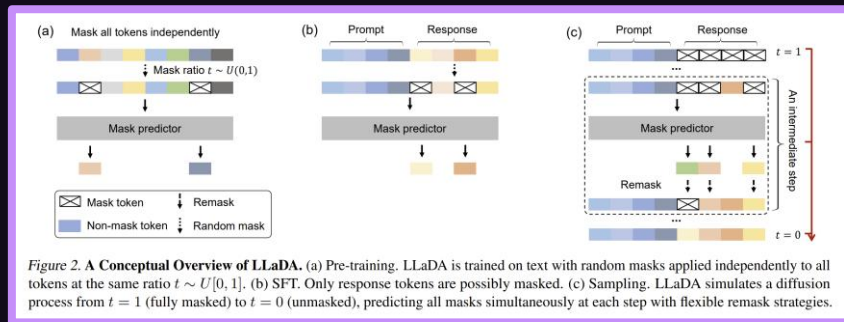 (a)
Mask all tokens independently
Mask ratio t ~ U(0,1)
Mask predictor
Mask token
Remask
Non-mask token
Random mask
(b)
Prompt
Response
Mask predictor
(c)
Prompt
Response
t = 1
...
Mask predictor
Remask
An intermediate step
...
t = 0
Figure 2. A Conceptual Overview of LLaDA. (a) Pre-training. LLaDA is trained on text with random masks applied independently to all
tokens at the same ratio t ~ U[0, 1]. (b) SFT. Only response tokens are possibly masked. (c) Sampling. LLaDA simulates a diffusion
process from t = 1 (fully masked) to t = 0 (unmasked), predicting all masks simultaneously at each step with flexible remask strategies.